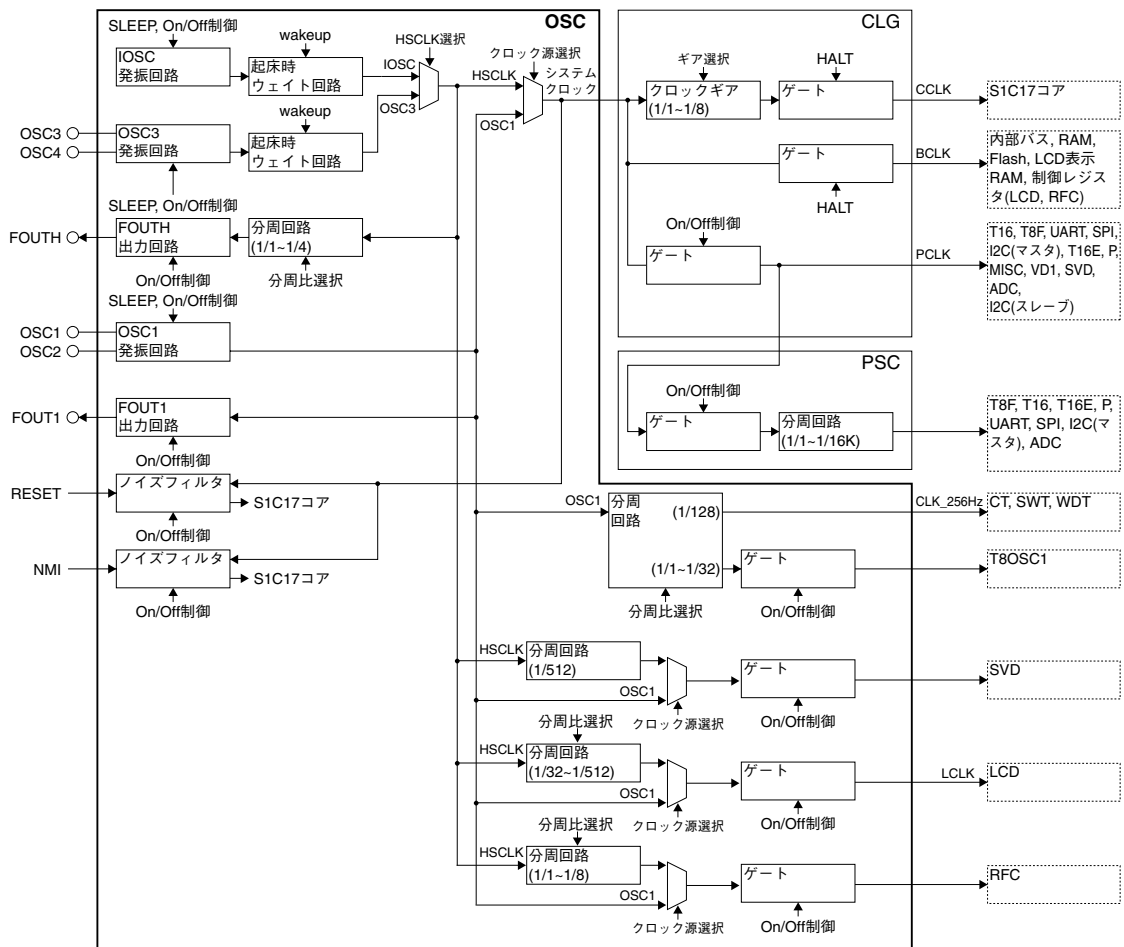 OSC
SLEEP, On/Off制御
IOSC
発振回路
wakeup
起床時
ウェイト回路
HSCLK選択
IOSC
OSC3
クロック源選択
HSCLK
OSC1
システム
クロック
OSC3
OSC4
OSC3
発振回路
SLEEP, On/Off制御
wakeup
起床時
ウェイト回路
FOUTH
FOUTH
出力回路
On/Off制御
分周回路
(1/1~1/4)
分周比選択
SLEEP, On/Off制御
OSC1
OSC2
OSC1
発振回路
FOUT1
FOUT1
出力回路
On/Off制御
RESET
ノイズフィルタ
S1C17コア
On/Off制御
NMI
ノイズフィルタ
S1C17コア
On/Off制御
CLG
ギア選択
クロックギア
(1/1~1/8)
HALT
ゲート
CCLK
S1C17コア
ゲート
HALT
BCLK
内部バス, RAM,
Flash, LCD表示
RAM, 制御レジス
タ(LCD, RFC)
On/Off制御
ゲート
PCLK
T16, T8F, UART, SPI,
I2C(マスタ), T16E, P,
MISC, VD1, SVD,
ADC,
I2C(スレーブ)
PSC
On/Off制御
ゲート
分周回路
(1/1~1/16K)
T8F, T16, T16E, P,
UART, SPI, I2C(マ
スタ), ADC
OSC1
分周
回路
(1/128)
(1/1~1/32)
分周比選択
CLK_256Hz
CT, SWT, WDT
ゲート
On/Off制御
T8OSC1
HSCLK
分周回路
(1/512)
OSC1
クロック源選択
ゲート
On/Off制御
SVD
分周比選択
HSCLK
分周回路
(1/32~1/512)
OSC1
クロック源選択
ゲート
On/Off制御
LCLK
LCD
分周比選択
HSCLK
分周回路
(1/1~1/8)
OSC1
クロック源選択
ゲート
On/Off制御
RFC